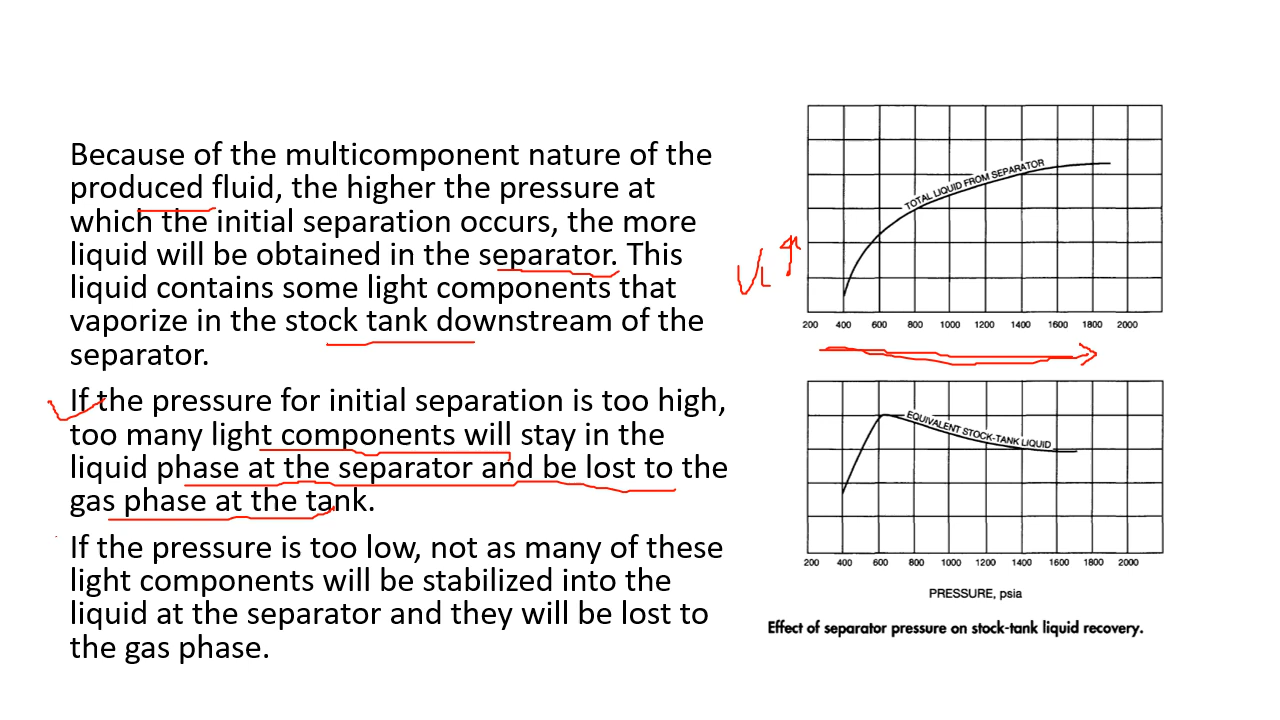 Because of the multicomponent nature of the
produced fluid, the higher the pressure at
which the initial separation occurs, the more
liquid will be obtained in the separator. This
liquid contains some light components that
vaporize in the stock tank downstream of the
separator.
If the pressure for initial separation is too high,
too many light components will stay in the
liquid phase at the separator and be lost to the
gas phase at the tank.
If the pressure is too low, not as many of these
light components will be stabilized into the
liquid at the separator and they will be lost to
the gas phase.
TOTAL LIQUID FROM SEPARATOR
VL
200 400 600 800 1000 1200 1400 1600 1800 2000
EQUIVALENT STOCK-TANK LIQUID
200 400 600 800 1000 1200 1400 1600 1800 2000
PRESSURE, psia
Effect of separator pressure on stock-tank liquid recovery.